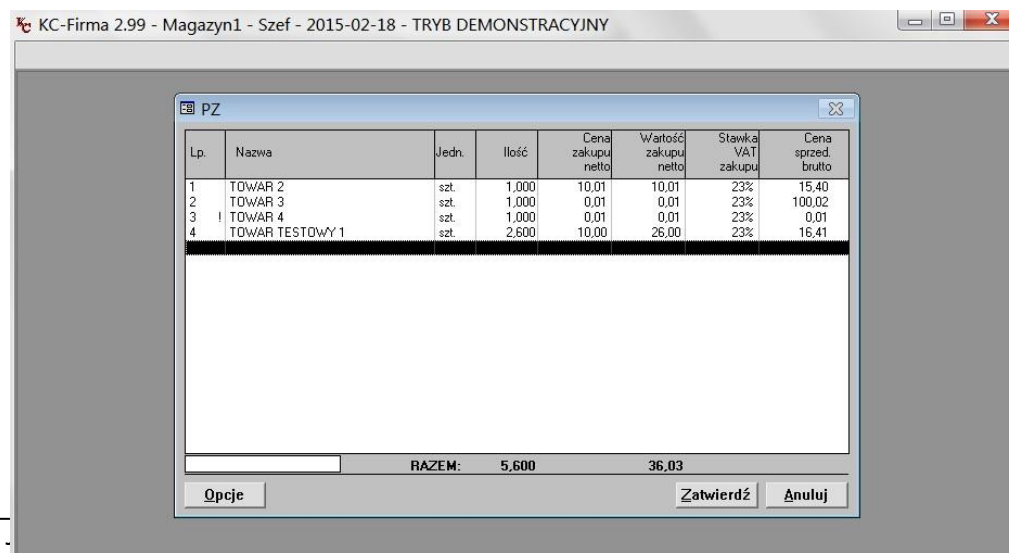 KC-Firma 2.99 - Magazyn1 - Szef - 2015-02-18 - TRYB DEMONSTRACYJNY
PZ
Lp. Nazwa Jedn. Ilość Cena zakupu netto Wartość zakupu netto Stawka VAT zakupu Cena sprzed. brutto
1 TOWAR 2 szt. 1,000 10,01 10,01 23% 15,40
2 TOWAR 3 szt. 1,000 0,01 0,01 23% 100,02
3 ! TOWAR 4 szt. 1,000 0,01 0,01 23% 0,01
4 TOWAR TESTOWY 1 szt. 2,600 10,00 26,00 23% 16,41
RAZEM: 5,600 36,03
Opcje Zatwierdź Anuluj